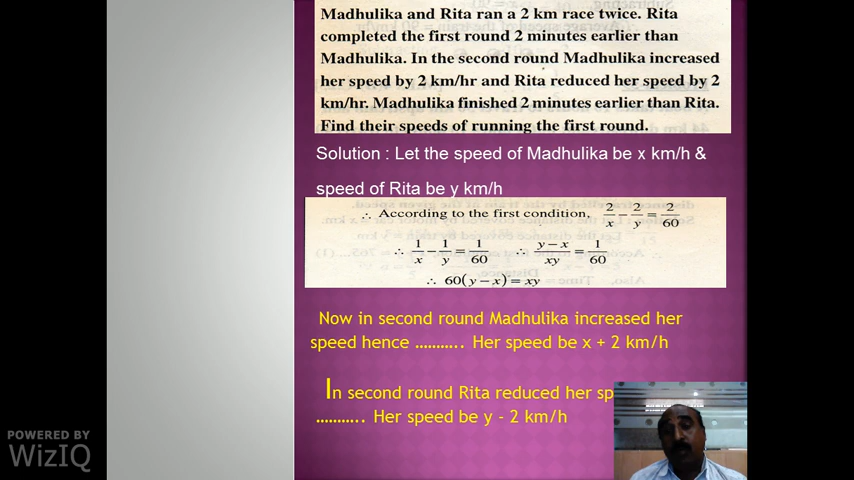 Madhulika and Rita ran a 2 km race twice. Rita
completed the first round 2 minutes earlier than
Madhulika. In the second round Madhulika increased
her speed by 2 km/hr and Rita reduced her speed by 2
km/hr. Madhulika finished 2 minutes earlier than Rita.
Find their speeds of running the first round.
Solution : Let the speed of Madhulika be x km/h &
speed of Rita be y km/h
∴ According to the first condition, 2/x − 2/y = 2/60
∴ 1/x − 1/y = 1/60 ∴ y−x/xy = 1/60
∴ 60(y − x) = xy
Now in second round Madhulika increased her
speed hence ……….. Her speed be x + 2 km/h
In second round Rita reduced her sp
……….. Her speed be y - 2 km/h
POWERED BY
WizIQ